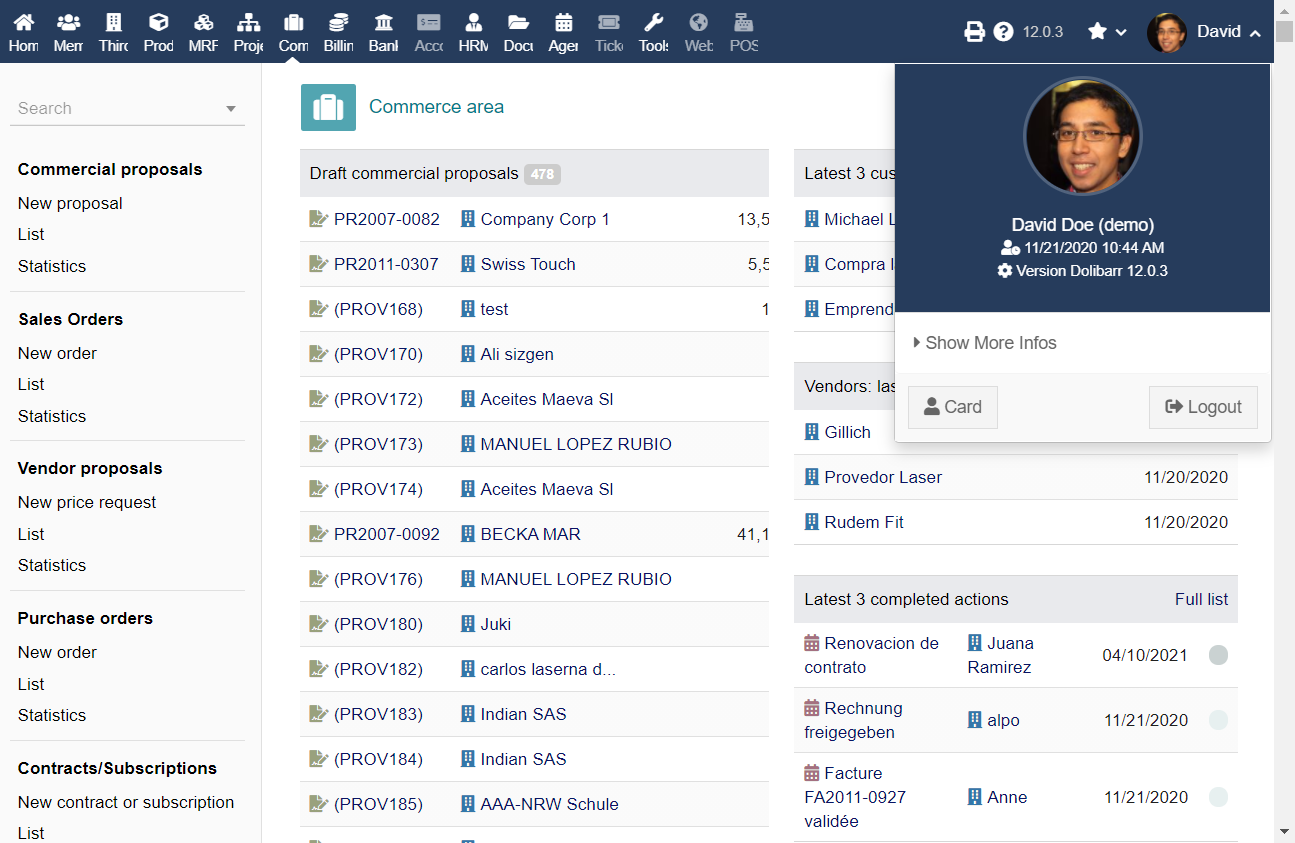 Hom
Mem
Thirc
Prod
MRF
Proje
Com
Billin
Bank
Acco
HRM
Docu
Agen
Ticke
Tools
Web
POS
12.0.3
David
Search
Commercial proposals
New proposal
List
Statistics
Sales Orders
New order
List
Statistics
Vendor proposals
New price request
List
Statistics
Purchase orders
New order
List
Statistics
Contracts/Subscriptions
New contract or subscription
List
Commerce area
Draft commercial proposals 478
PR2007-0082 Company Corp 1 13,5
PR2011-0307 Swiss Touch 5,5
(PROV168) test 1
(PROV170) Ali sizgen
(PROV172) Aceites Maeva Sl
(PROV173) MANUEL LOPEZ RUBIO
(PROV174) Aceites Maeva Sl
PR2007-0092 BECKA MAR 41,1
(PROV176) MANUEL LOPEZ RUBIO
(PROV180) Juki
(PROV182) carlos laserna d...
(PROV183) Indian SAS
(PROV184) Indian SAS
(PROV185) AAA-NRW Schule
Latest 3 cus
Michael L
Compra I
Emprend
Vendors: las
Gillich
Provedor Laser 11/20/2020
Rudem Fit 11/20/2020
Latest 3 completed actions Full list
Renovacion de
contrato
Juana
Ramirez
04/10/2021
Rechnung
freigegeben
alpo
11/21/2020
Facture
FA2011-0927
validée
Anne
11/21/2020
David Doe (demo)
11/21/2020 10:44 AM
Version Dolibarr 12.0.3
Show More Infos
Card
Logout